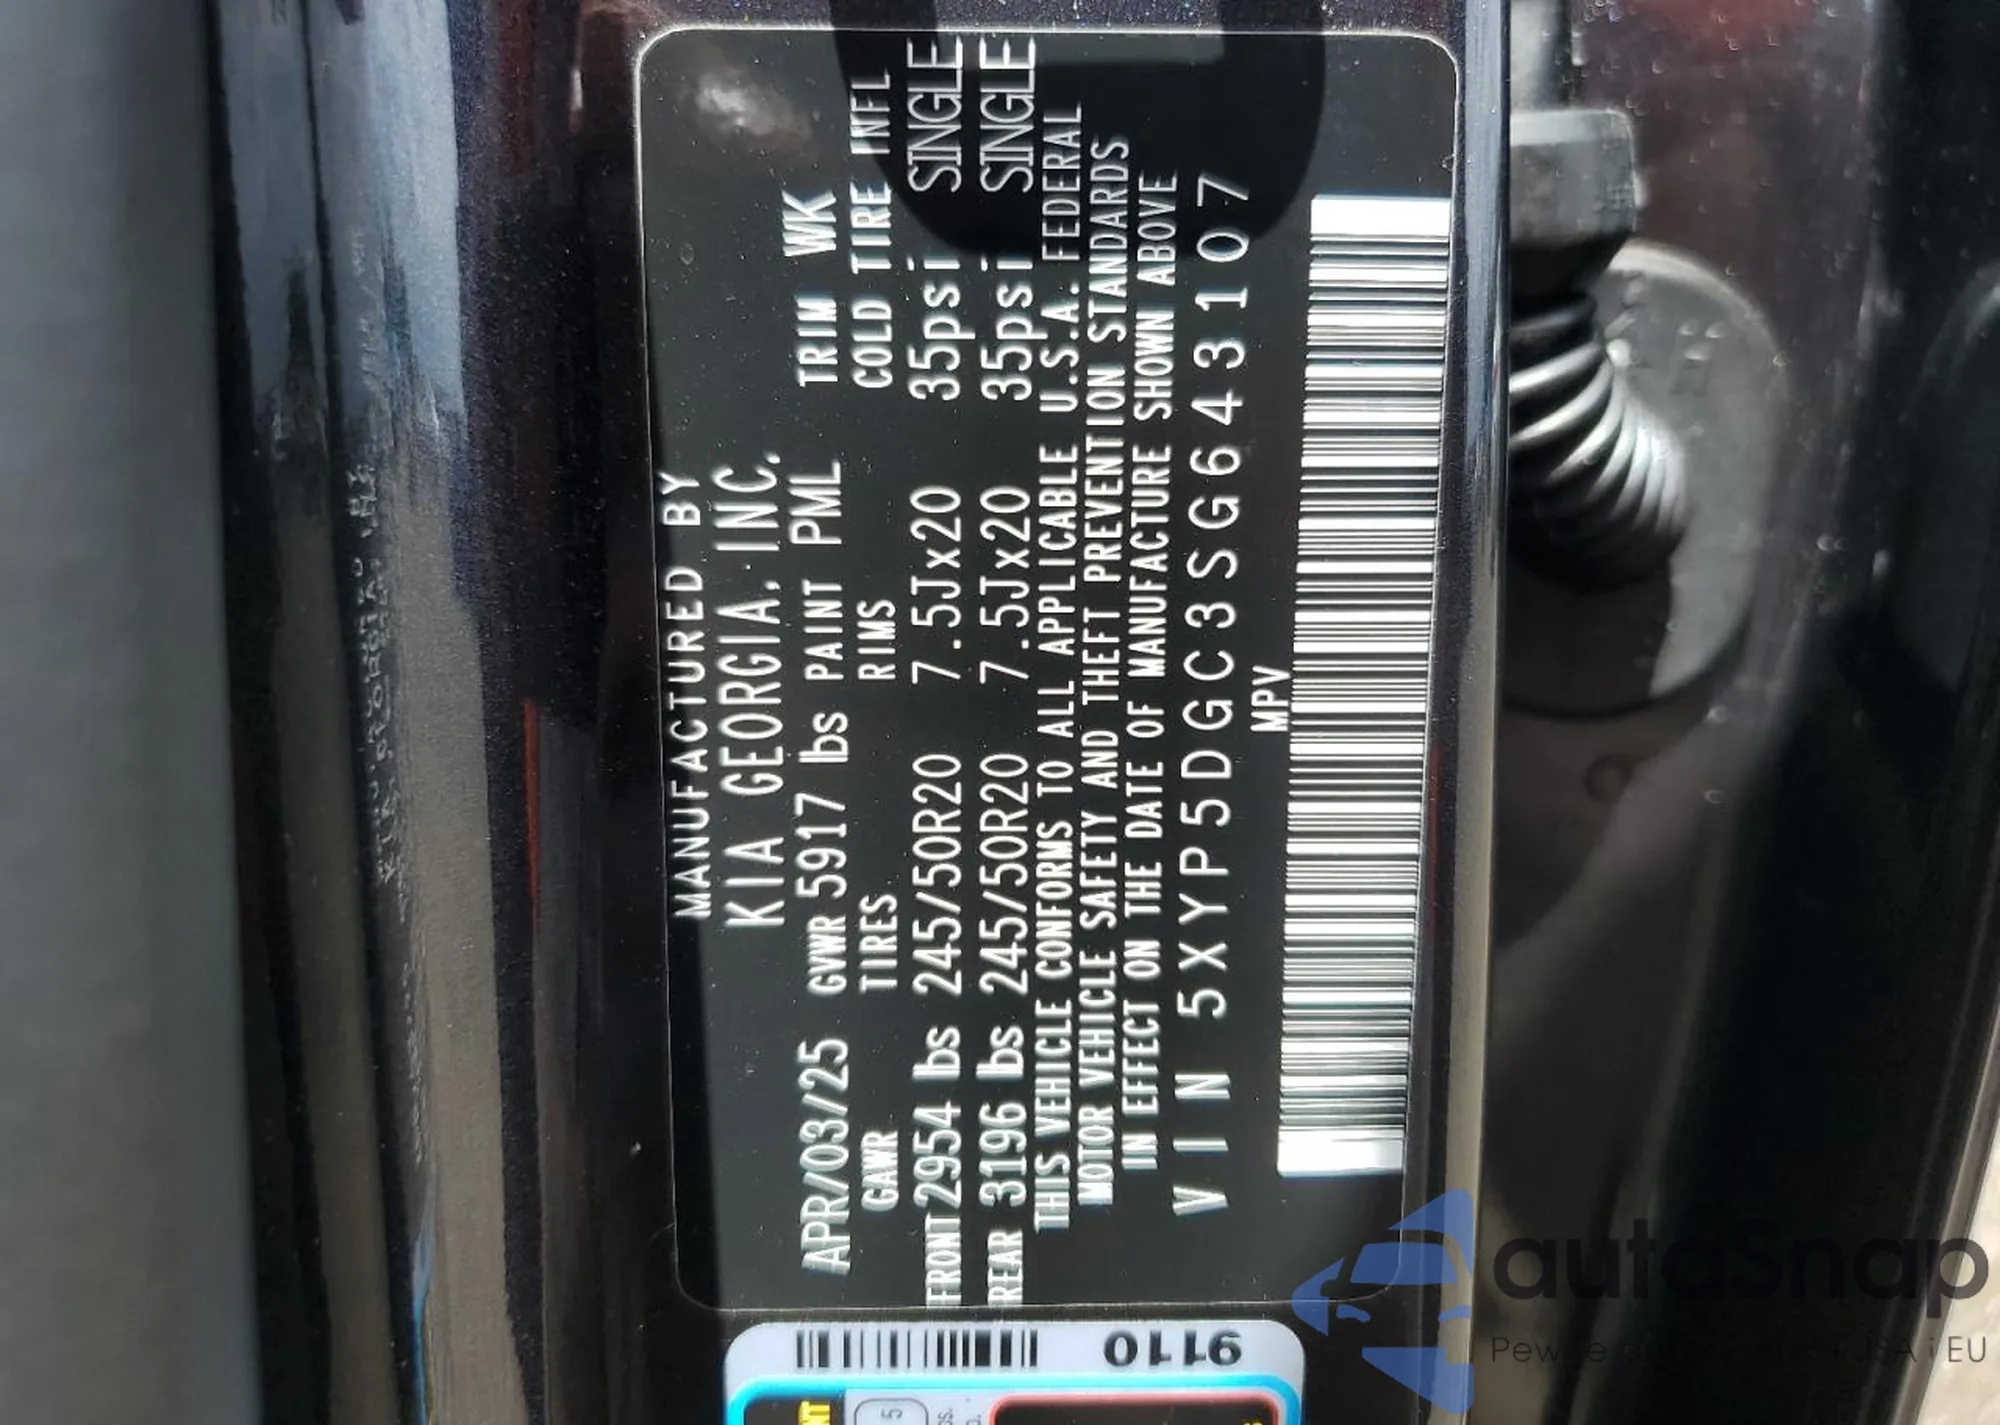 MANUFACTURED BY
KIA GEORGIA, INC.
APR/03/25 GVWR 5917 lbs PAINT PML TRIM WK
GAWR TIRES RIMS COLD TIRE INFL
FRONT 2954 lbs 245/50R20 7.5Jx20 35psi SINGLE
REAR 3196 lbs 245/50R20 7.5Jx20 35psi SINGLE
THIS VEHICLE CONFORMS TO ALL APPLICABLE U.S.A. FEDERAL
MOTOR VEHICLE SAFETY AND THEFT PREVENTION STANDARDS
IN EFFECT ON THE DATE OF MANUFACTURE SHOWN ABOVE
VIN 5XYP5DGC3SG643107
MPV
9110
5
autoSnap
EU